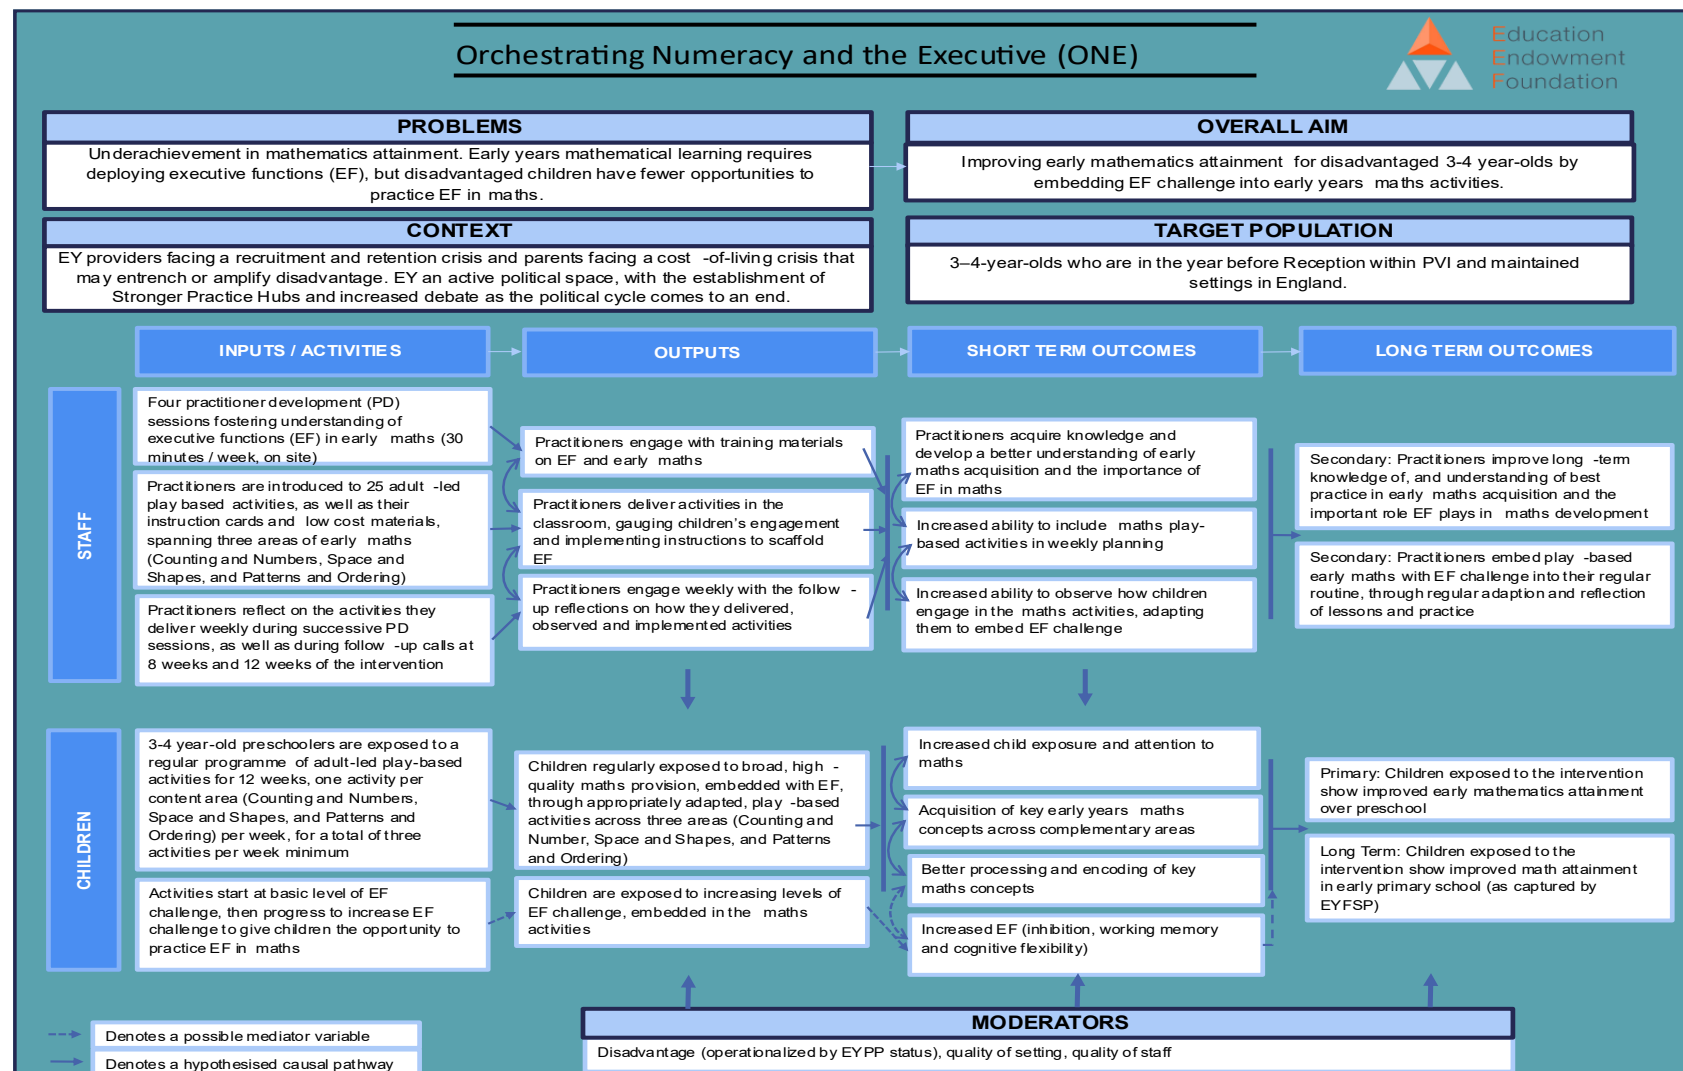 Orchestrating Numeracy and the Executive (ONE)
Education
Endowment
Foundation
PROBLEMS
Underachievement in mathematics attainment. Early years mathematical learning requires
deploying executive functions (EF), but disadvantaged children have fewer opportunities to
practice EF in maths.
OVERALL AIM
Improving early mathematics attainment for disadvantaged 3-4 year-olds by
embedding EF challenge into early years maths activities.
CONTEXT
EY providers facing a recruitment and retention crisis and parents facing a cost -of-living crisis that
may entrench or amplify disadvantage. EY an active political space, with the establishment of
Stronger Practice Hubs and increased debate as the political cycle comes to an end.
TARGET POPULATION
3–4-year-olds who are in the year before Reception within PVI and maintained
settings in England.
INPUTS / ACTIVITIES
OUTPUTS
SHORT TERM OUTCOMES
LONG TERM OUTCOMES
STAFF
Four practitioner development (PD)
sessions fostering understanding of
executive functions (EF) in early maths (30
minutes / week, on site)
Practitioners are introduced to 25 adult -led
play based activities, as well as their
instruction cards and low cost materials,
spanning three areas of early maths
(Counting and Numbers, Space and
Shapes, and Patterns and Ordering)
Practitioners reflect on the activities they
deliver weekly during successive PD
sessions, as well as during follow -up calls at
8 weeks and 12 weeks of the intervention
Practitioners engage with training materials
on EF and early maths
Practitioners deliver activities in the
classroom, gauging children's engagement
and implementing instructions to scaffold
EF
Practitioners engage weekly with the follow -
up reflections on how they delivered,
observed and implemented activities
Practitioners acquire knowledge and
develop a better understanding of early
maths acquisition and the importance of
EF in maths
Increased ability to include maths play-
based activities in weekly planning
Increased ability to observe how children
engage in the maths activities, adapting
them to embed EF challenge
Secondary: Practitioners improve long -term
knowledge of, and understanding of best
practice in early maths acquisition and the
important role EF plays in maths development
Secondary: Practitioners embed play -based
early maths with EF challenge into their regular
routine, through regular adaption and reflection
of lessons and practice
CHILDREN
3-4 year-old preschoolers are exposed to a
regular programme of adult-led play-based
activities for 12 weeks, one activity per
content area (Counting and Numbers,
Space and Shapes, and Patterns and
Ordering) per week, for a total of three
activities per week minimum
Activities start at basic level of EF
challenge, then progress to increase EF
challenge to give children the opportunity to
practice EF in maths
Children regularly exposed to broad, high -
quality maths provision, embedded with EF,
through appropriately adapted, play -based
activities across three areas (Counting and
Number, Space and Shapes, and Patterns
and Ordering)
Children are exposed to increasing levels of
EF challenge, embedded in the maths
activities
Increased child exposure and attention to
maths
Acquisition of key early years maths
concepts across complementary areas
Better processing and encoding of key
maths concepts
Increased EF (inhibition, working memory
and cognitive flexibility)
Primary: Children exposed to the intervention
show improved early mathematics attainment
over preschool
Long Term: Children exposed to the
intervention show improved math attainment
in early primary school (as captured by
EYFSP)
Denotes a possible mediator variable
Denotes a hypothesised causal pathway
MODERATORS
Disadvantage (operationalized by EYPP status), quality of setting, quality of staff